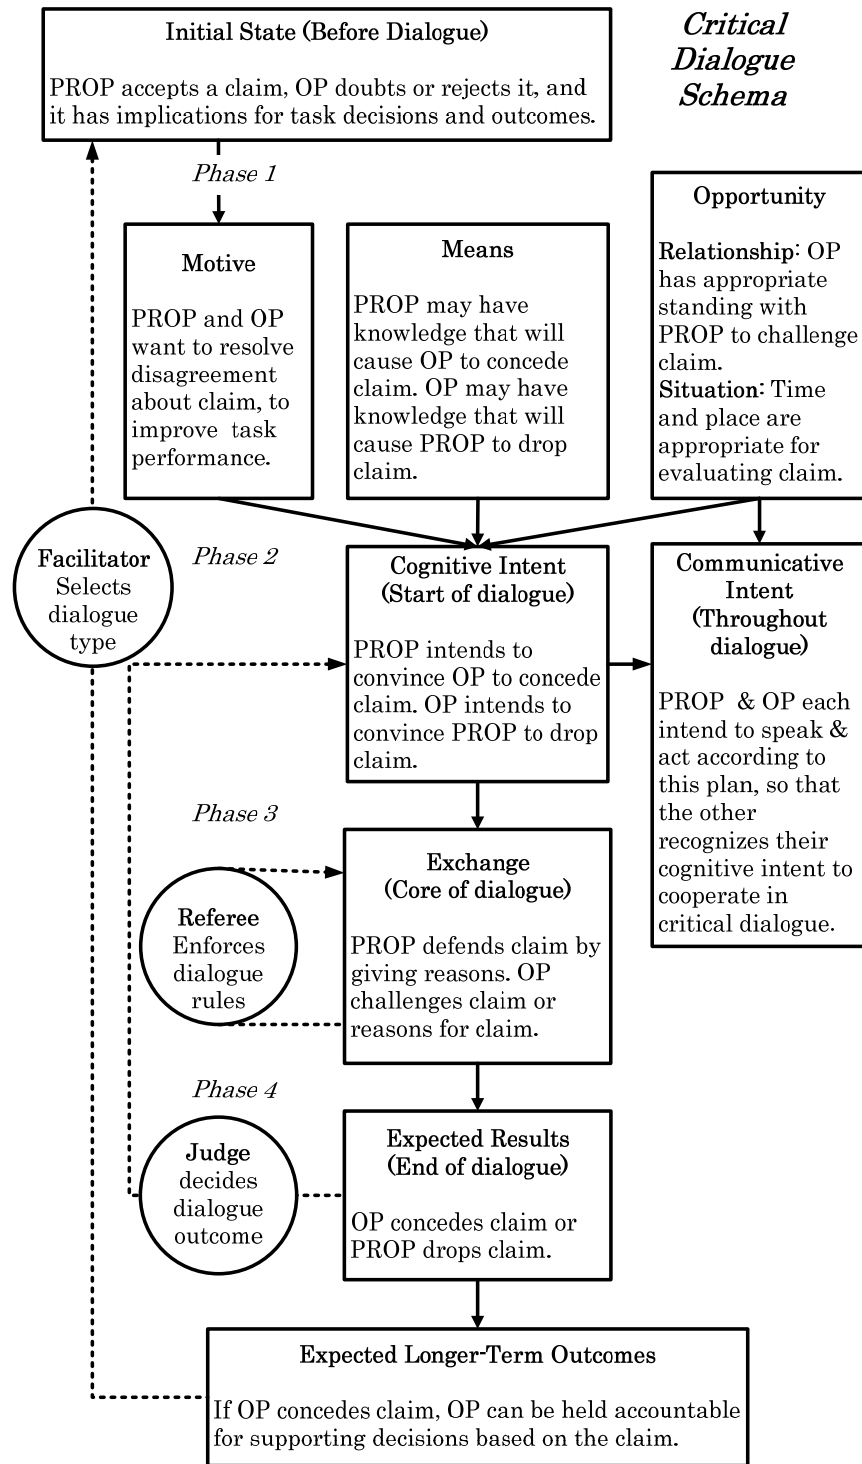 Critical
Dialogue
Schema
Initial State (Before Dialogue)
PROP accepts a claim, OP doubts or rejects it, and
it has implications for task decisions and outcomes.
Phase 1
Motive
PROP and OP
want to resolve
disagreement
about claim, to
improve task
performance.
Means
PROP may have
knowledge that will
cause OP to concede
claim. OP may have
knowledge that will
cause PROP to drop
claim.
Opportunity
Relationship: OP
has appropriate
standing with
PROP to challenge
claim.
Situation: Time
and place are
appropriate for
evaluating claim.
Facilitator
Selects
dialogue
type
Phase 2
Cognitive Intent
(Start of dialogue)
PROP intends to
convince OP to concede
claim. OP intends to
convince PROP to drop
claim.
Communicative
Intent
(Throughout
dialogue)
PROP & OP each
intend to speak &
act according to
this plan, so that
the other
recognizes their
cognitive intent to
cooperate in
critical dialogue.
Phase 3
Referee
Enforces
dialogue
rules
Exchange
(Core of dialogue)
PROP defends claim by
giving reasons. OP
challenges claim or
reasons for claim.
Phase 4
Judge
decides
dialogue
outcome
Expected Results
(End of dialogue)
OP concedes claim or
PROP drops claim.
Expected Longer-Term Outcomes
If OP concedes claim, OP can be held accountable
for supporting decisions based on the claim.